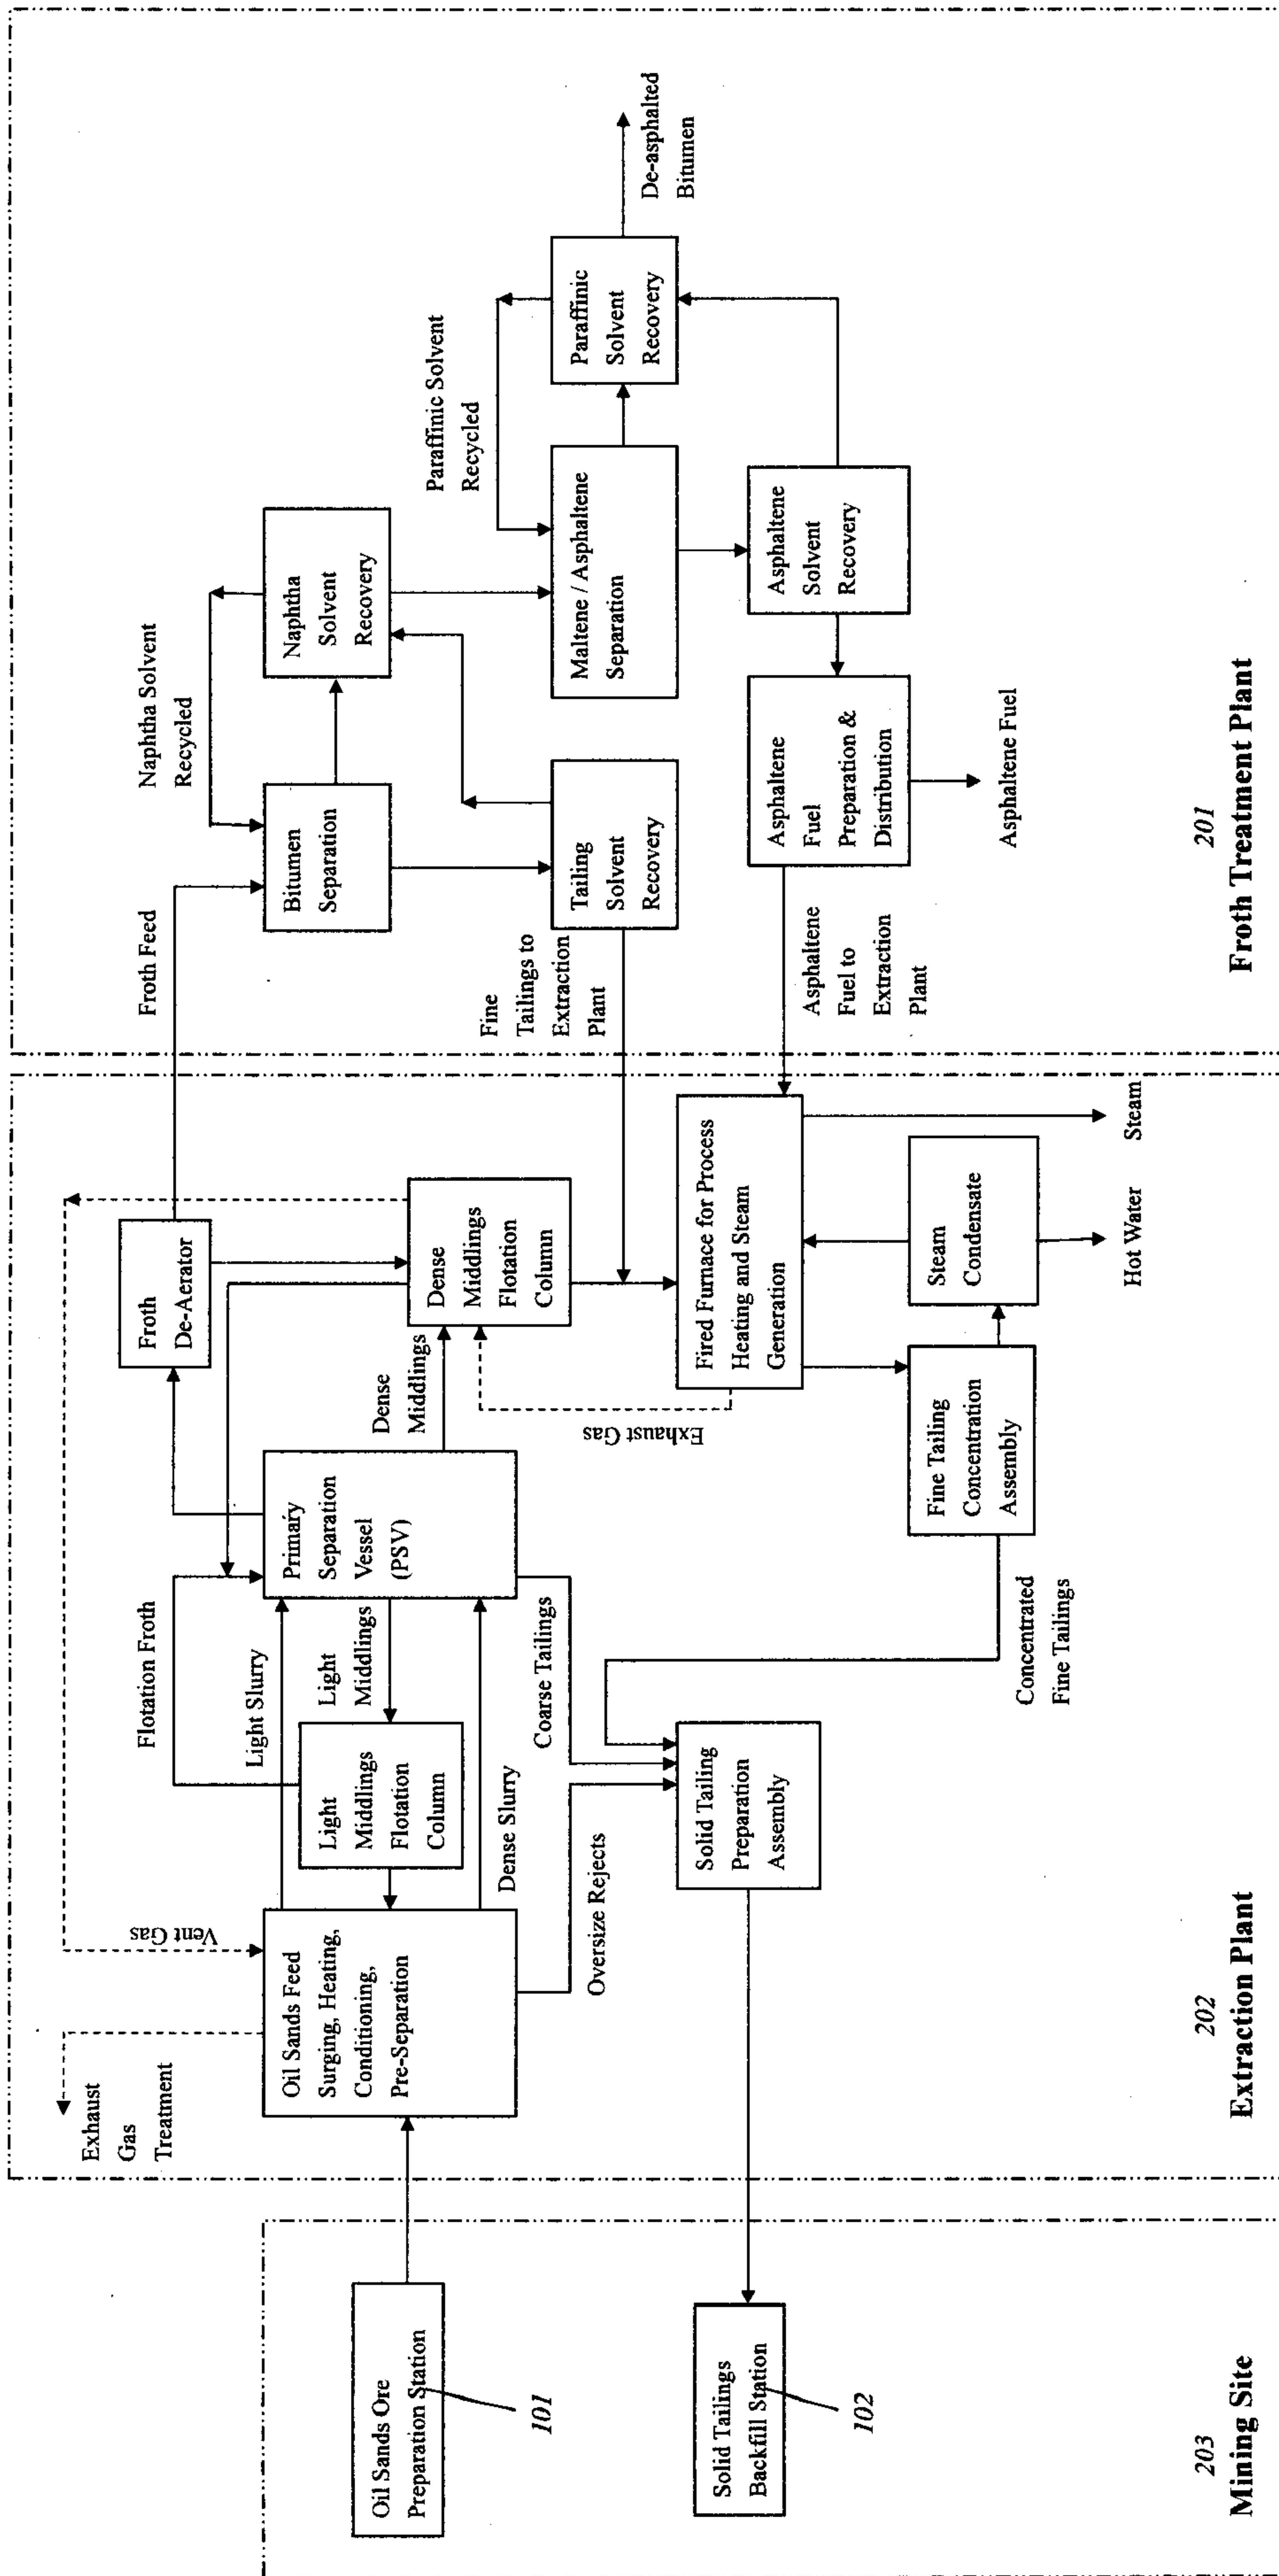 Oil Sands Ore
Preparation Station
101
Solid Tailings
Backfill Station
102
203
Mining Site
Exhaust
Gas
Treatment
Vent Gas
Oil Sands Feed
Surging, Heating,
Conditioning,
Pre-Separation
Flotation Froth
Light Slurry
Light
Middlings
Light
Middlings
Flotation
Column
Dense Slurry
Oversize Rejects
Coarse Tailings
Primary
Separation
Vessel
(PSV)
Froth
De-Aerator
Dense
Middlings
Dense
Middlings
Flotation
Column
Exhaust Gas
Solid Tailing
Preparation
Assembly
Fired Furnace for Process
Heating and Steam
Generation
Fine Tailing
Concentration
Assembly
Concentrated
Fine Tailings
Steam
Condensate
Hot Water
Steam
202
Extraction Plant
Froth Feed
Naphtha Solvent
Recycled
Bitumen
Separation
Naphtha
Solvent
Recovery
Fine
Tailings to
Extraction
Plant
Tailing
Solvent
Recovery
Paraffinic Solvent
Recycled
Maltene / Asphaltene
Separation
Paraffinic
Solvent
Recovery
De-asphalted
Bitumen
Asphaltene
Fuel to
Extraction
Plant
Asphaltene
Fuel
Preparation &
Distribution
Asphaltene
Solvent
Recovery
Asphaltene Fuel
201
Froth Treatment Plant